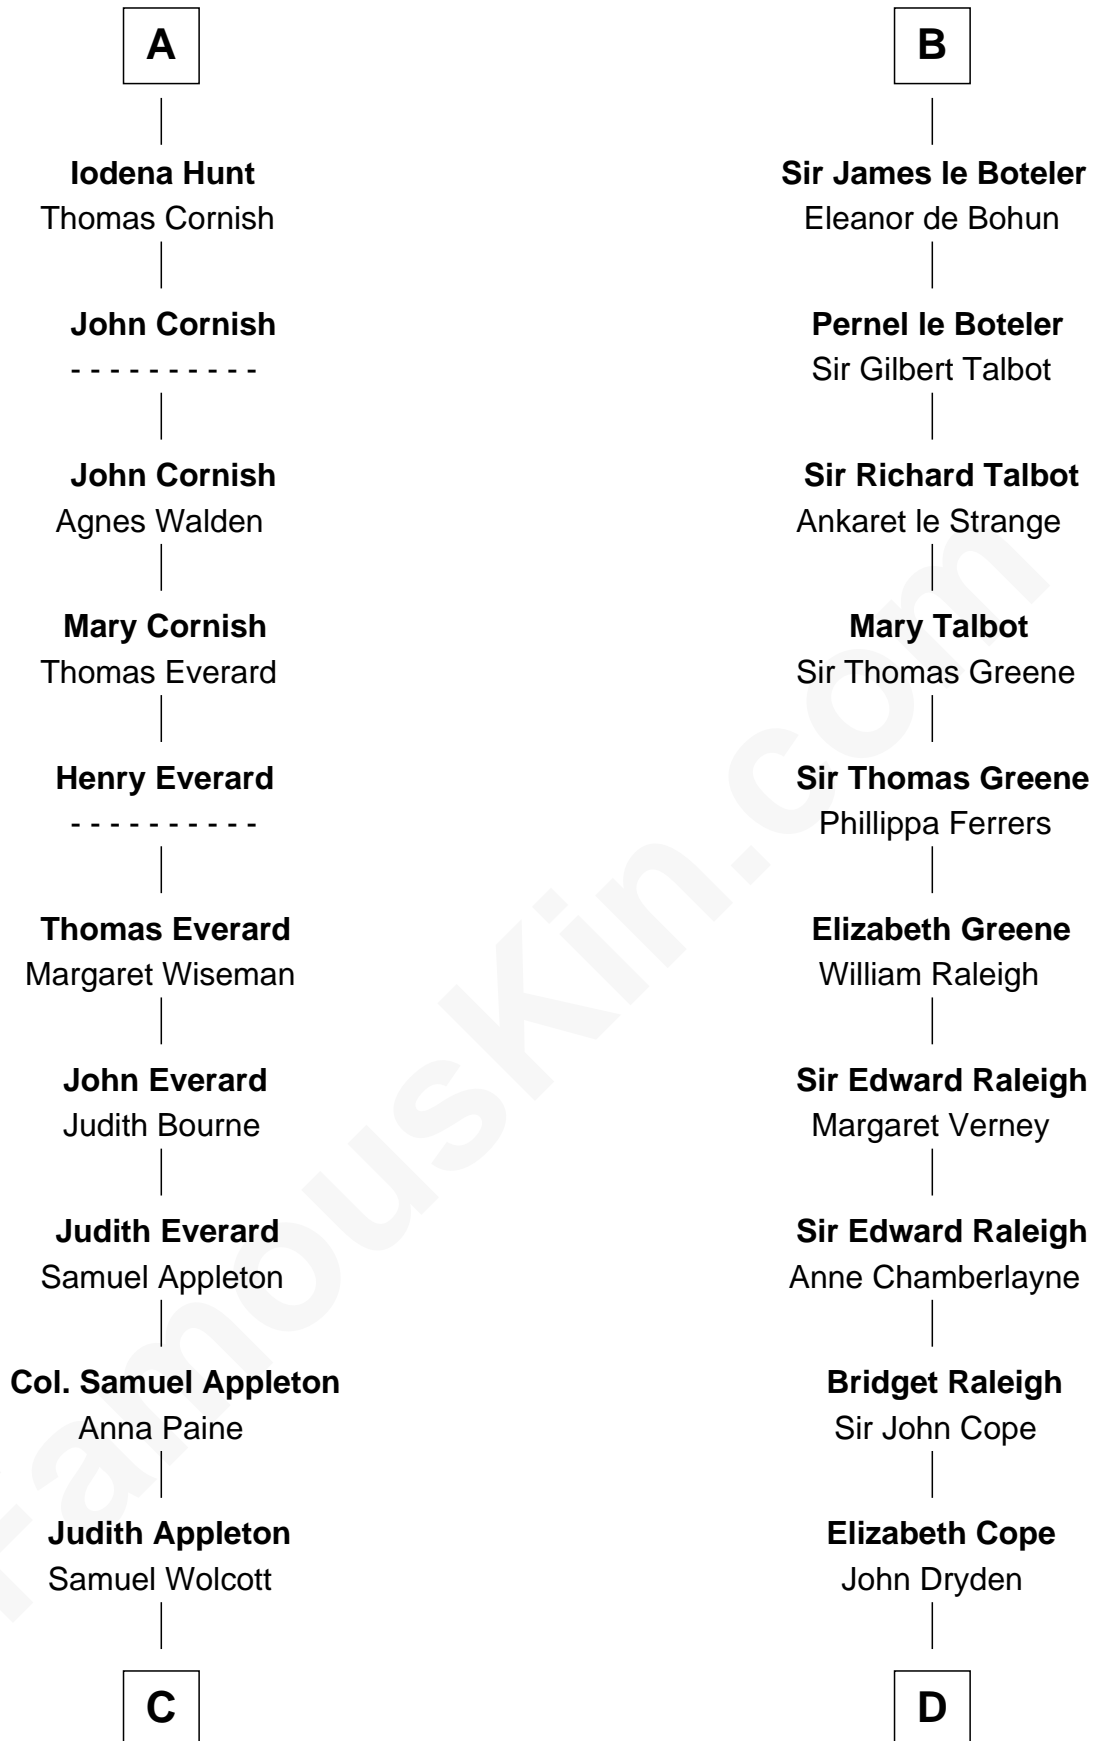 A
Iodena Hunt
Thomas Cornish
John Cornish
- - - - - - - - - -
John Cornish
Agnes Walden
Mary Cornish
Thomas Everard
Henry Everard
- - - - - - - - - -
Thomas Everard
Margaret Wiseman
John Everard
Judith Bourne
Judith Everard
Samuel Appleton
Col. Samuel Appleton
Anna Paine
Judith Appleton
Samuel Wolcott
C
B
Sir James le Boteler
Eleanor de Bohun
Pernel le Boteler
Sir Gilbert Talbot
Sir Richard Talbot
Ankaret le Strange
Mary Talbot
Sir Thomas Greene
Sir Thomas Greene
Phillippa Ferrers
Elizabeth Greene
William Raleigh
Sir Edward Raleigh
Margaret Verney
Sir Edward Raleigh
Anne Chamberlayne
Bridget Raleigh
Sir John Cope
Elizabeth Cope
John Dryden
D
FamousKin.com